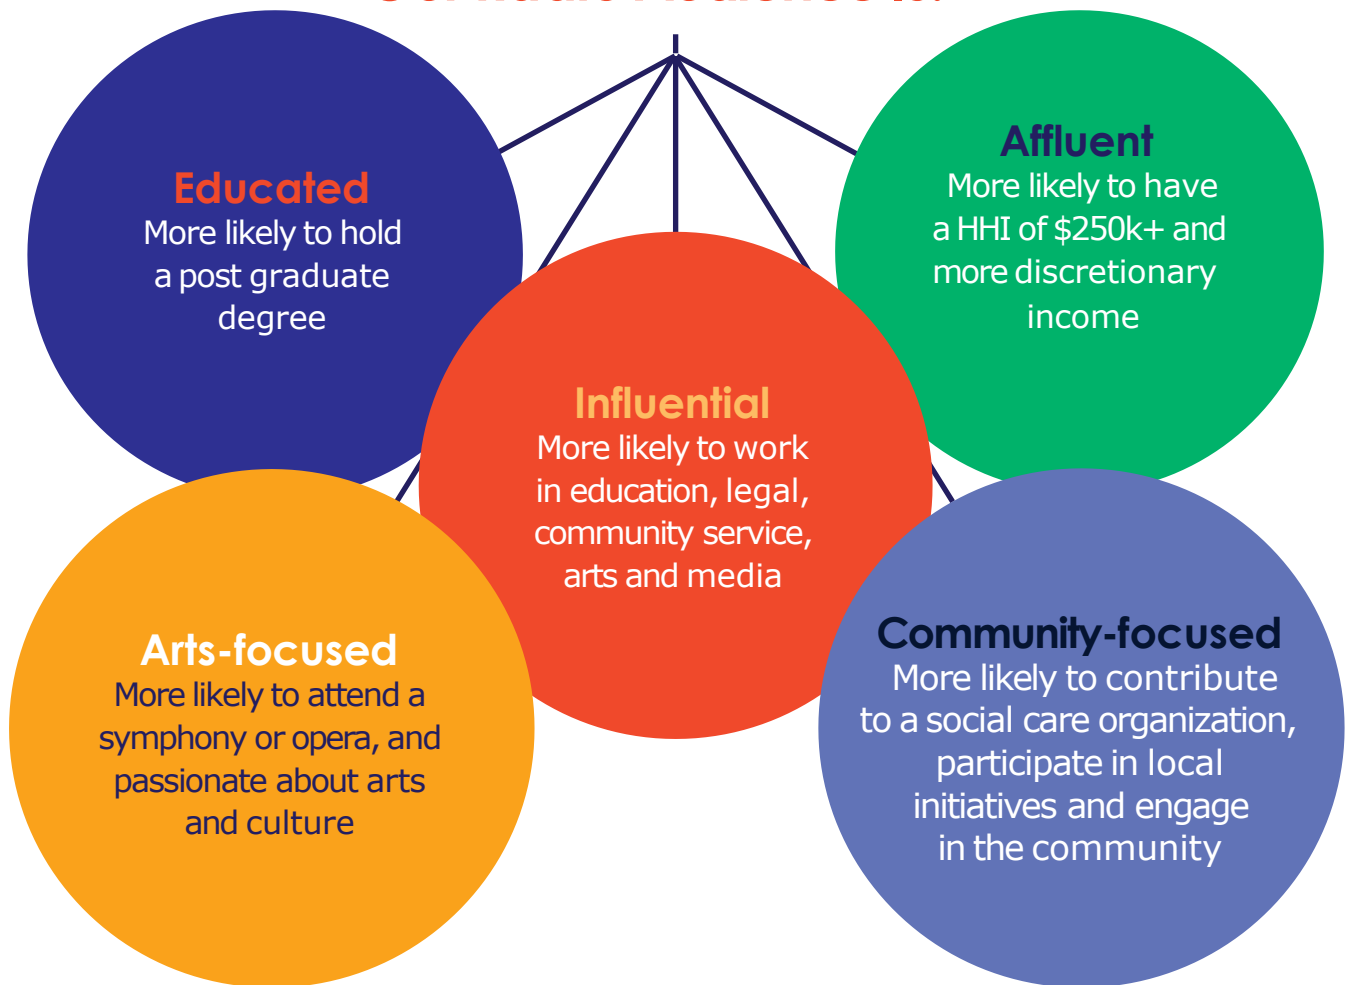 Educated
More likely to hold
a post graduate
degree
Affluent
More likely to have
a HHI of $250k+ and
more discretionary
income
Influential
More likely to work
in education, legal,
community service,
arts and media
Arts-focused
More likely to attend a
symphony or opera, and
passionate about arts
and culture
Community-focused
More likely to contribute
to a social care organization,
participate in local
initiatives and engage
in the community